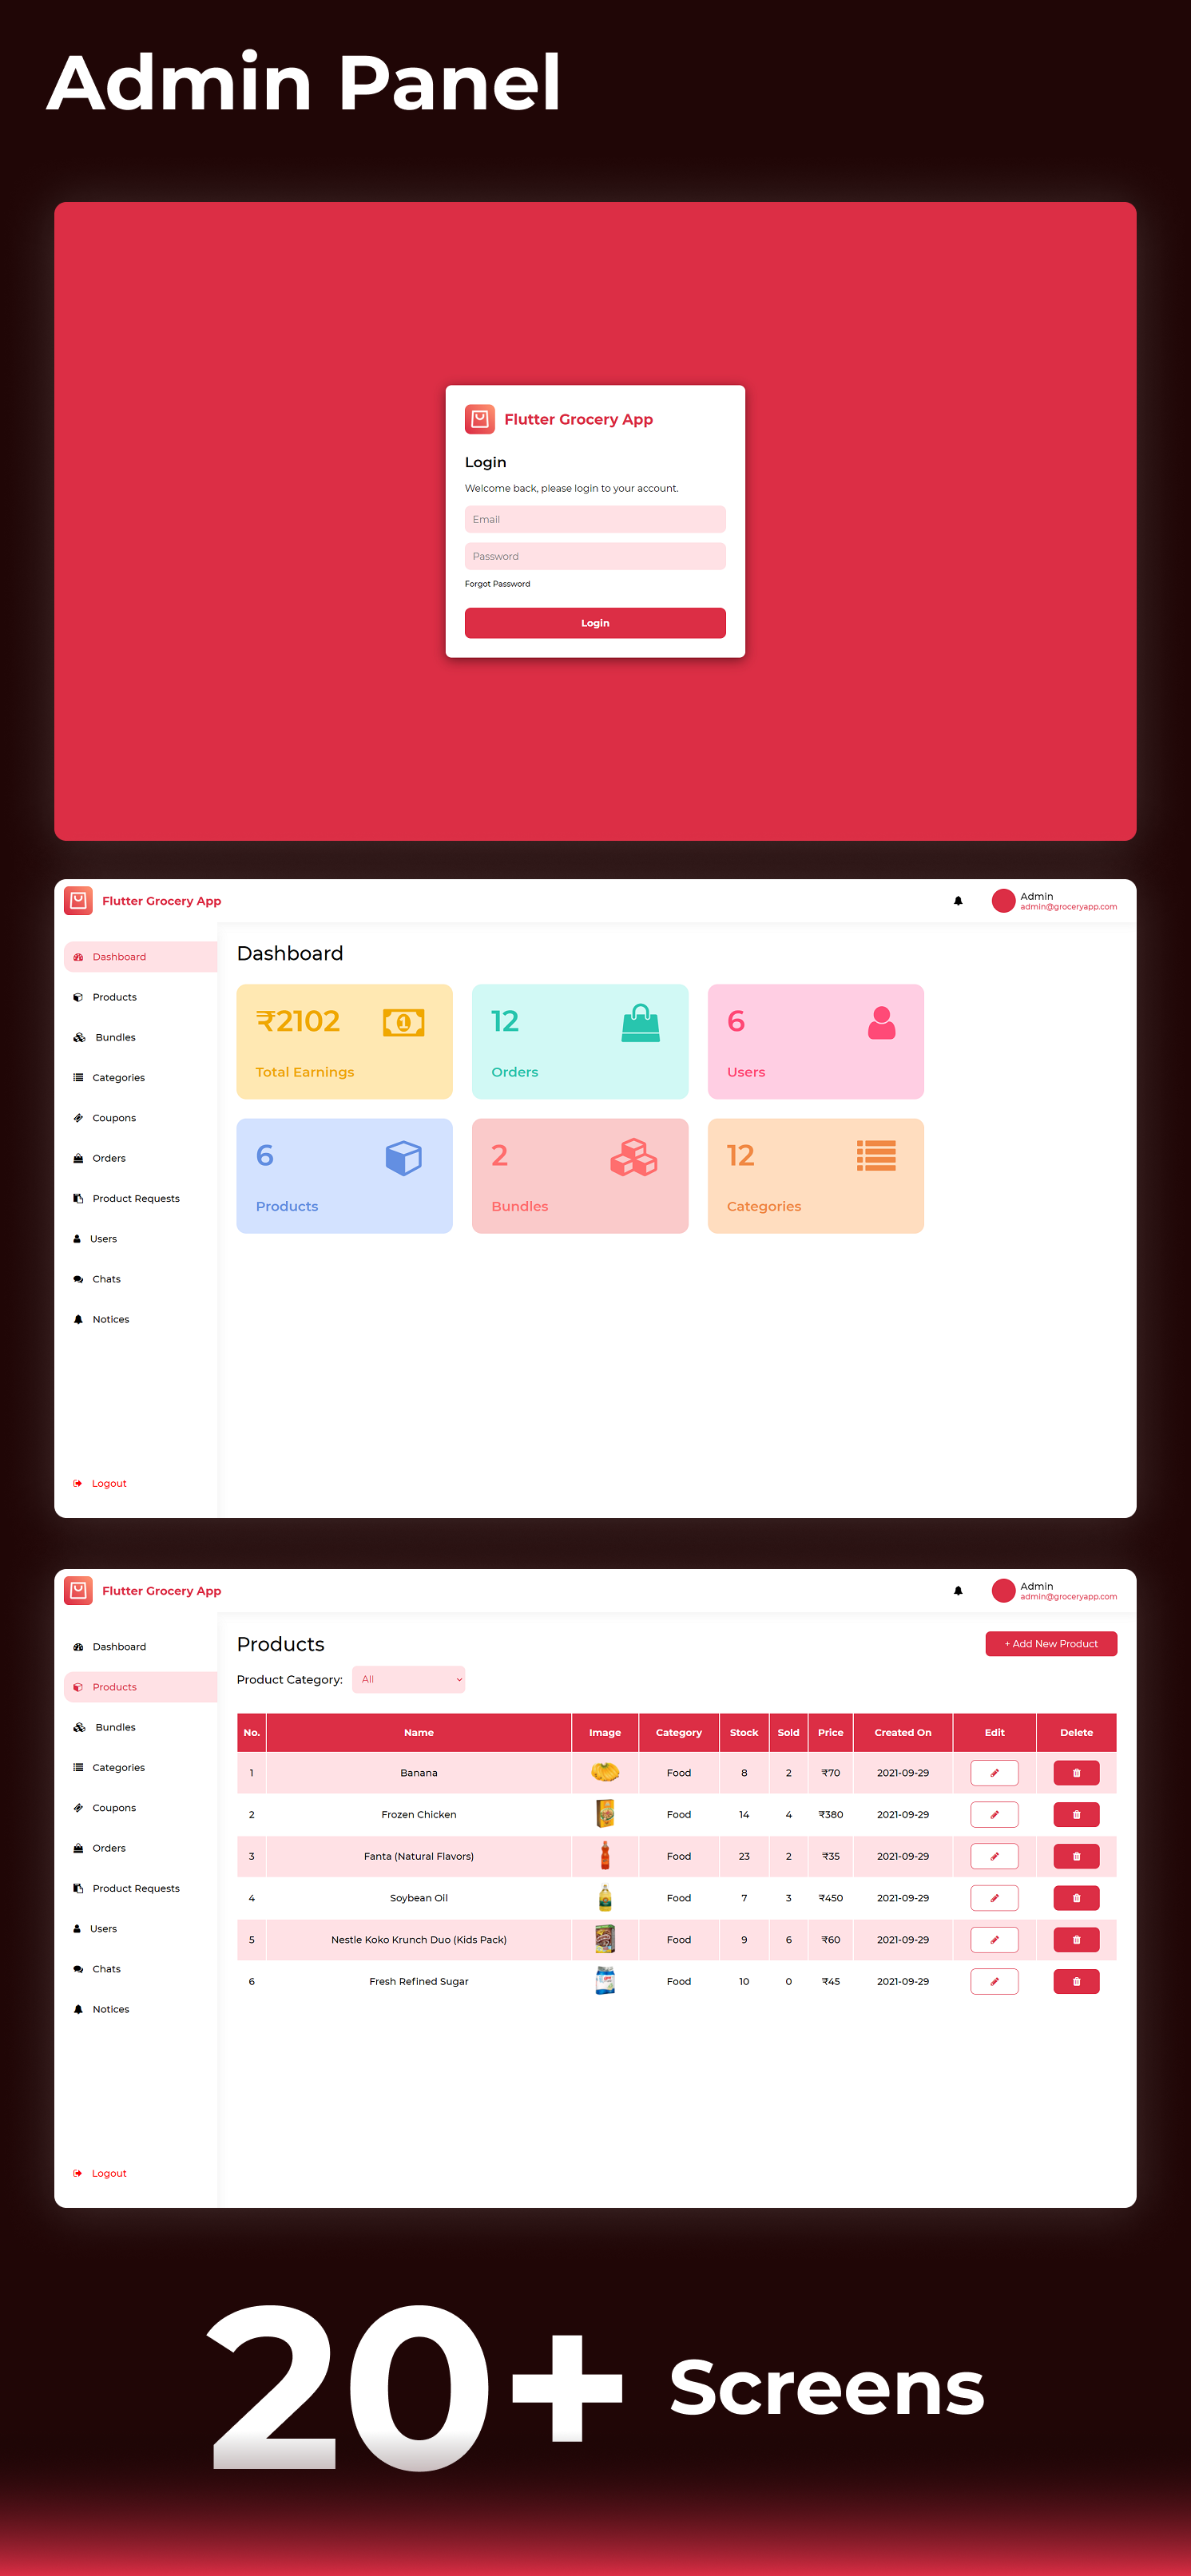 Admin Panel
Flutter Grocery App
Login
Welcome back, please login to your account.
Email
Password
Forgot Password
Login
Flutter Grocery App
Admin
admin@groceryapp.com
Dashboard
Products
Bundles
Categories
Coupons
Orders
Product Requests
Users
Chats
Notices
Logout
Dashboard
₹2102
Total Earnings
12
Orders
6
Users
6
Products
2
Bundles
12
Categories
Flutter Grocery App
Admin
admin@groceryapp.com
Dashboard
Products
Bundles
Categories
Coupons
Orders
Product Requests
Users
Chats
Notices
Logout
Products
+ Add New Product
Product Category: All
No. Name Image Category Stock Sold Price Created On Edit Delete
1 Banana Food 8 2 ₹70 2021-09-29
2 Frozen Chicken Food 14 4 ₹380 2021-09-29
3 Fanta (Natural Flavors) Food 23 2 ₹35 2021-09-29
4 Soybean Oil Food 7 3 ₹450 2021-09-29
5 Nestle Koko Krunch Duo (Kids Pack) Food 9 6 ₹60 2021-09-29
6 Fresh Refined Sugar Food 10 0 ₹45 2021-09-29
20+ Screens